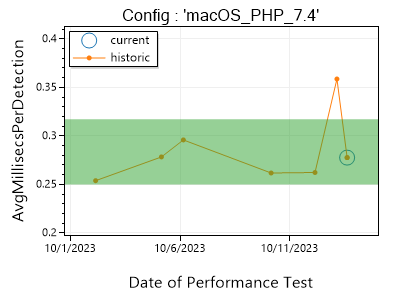 Config : 'macOS_PHP_7.4'
current
historic
AvgMillisecsPerDetection
0.4
0.35
0.3
0.25
0.2
10/1/2023
10/6/2023
10/11/2023
Date of Performance Test